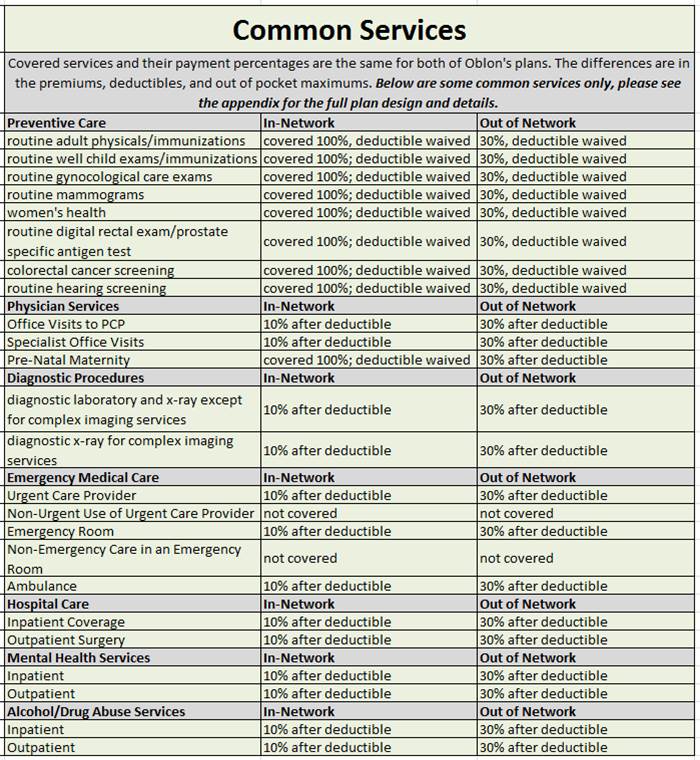 Common Services
Covered services and their payment percentages are the same for both of Oblon's plans. The differences are in
the premiums, deductibles, and out of pocket maximums. Below are some common services only, please see
the appendix for the full plan design and details.
Preventive Care In-Network Out of Network
routine adult physicals/immunizations covered 100%, deductible waived 30%, deductible waived
routine well child exams/immunizations covered 100%; deductible waived 30%, deductible waived
routine gynocological care exams covered 100%; deductible waived 30%, deductible waived
routine mammograms covered 100%; deductible waived 30%, deductible waived
women's health covered 100%; deductible waived 30%, deductible waived
routine digital rectal exam/prostate
specific antigen test covered 100%; deductible waived 30%, deductible waived
colorectal cancer screening covered 100%; deductible waived 30%, deductible waived
routine hearing screening covered 100%; deductible waived 30%, deductible waived
Physician Services In-Network Out of Network
Office Visits to PCP 10% after deductible 30% after deductible
Specialist Office Visits 10% after deductible 30% after deductible
Pre-Natal Maternity covered 100%; deductible waived 30% after deductible
Diagnostic Procedures In-Network Out of Network
diagnostic laboratory and x-ray except
for complex imaging services 10% after deductible 30% after deductible
diagnostic x-ray for complex imaging
services 10% after deductible 30% after deductible
Emergency Medical Care In-Network Out of Network
Urgent Care Provider 10% after deductible 30% after deductible
Non-Urgent Use of Urgent Care Provider not covered not covered
Emergency Room 10% after deductible 30% after deductible
Non-Emergency Care in an Emergency
Room not covered not covered
Ambulance 10% after deductible 30% after deductible
Hospital Care In-Network Out of Network
Inpatient Coverage 10% after deductible 30% after deductible
Outpatient Surgery 10% after deductible 30% after deductible
Mental Health Services In-Network Out of Network
Inpatient 10% after deductible 30% after deductible
Outpatient 10% after deductible 30% after deductible
Alcohol/Drug Abuse Services In-Network Out of Network
Inpatient 10% after deductible 30% after deductible
Outpatient 10% after deductible 30% after deductible